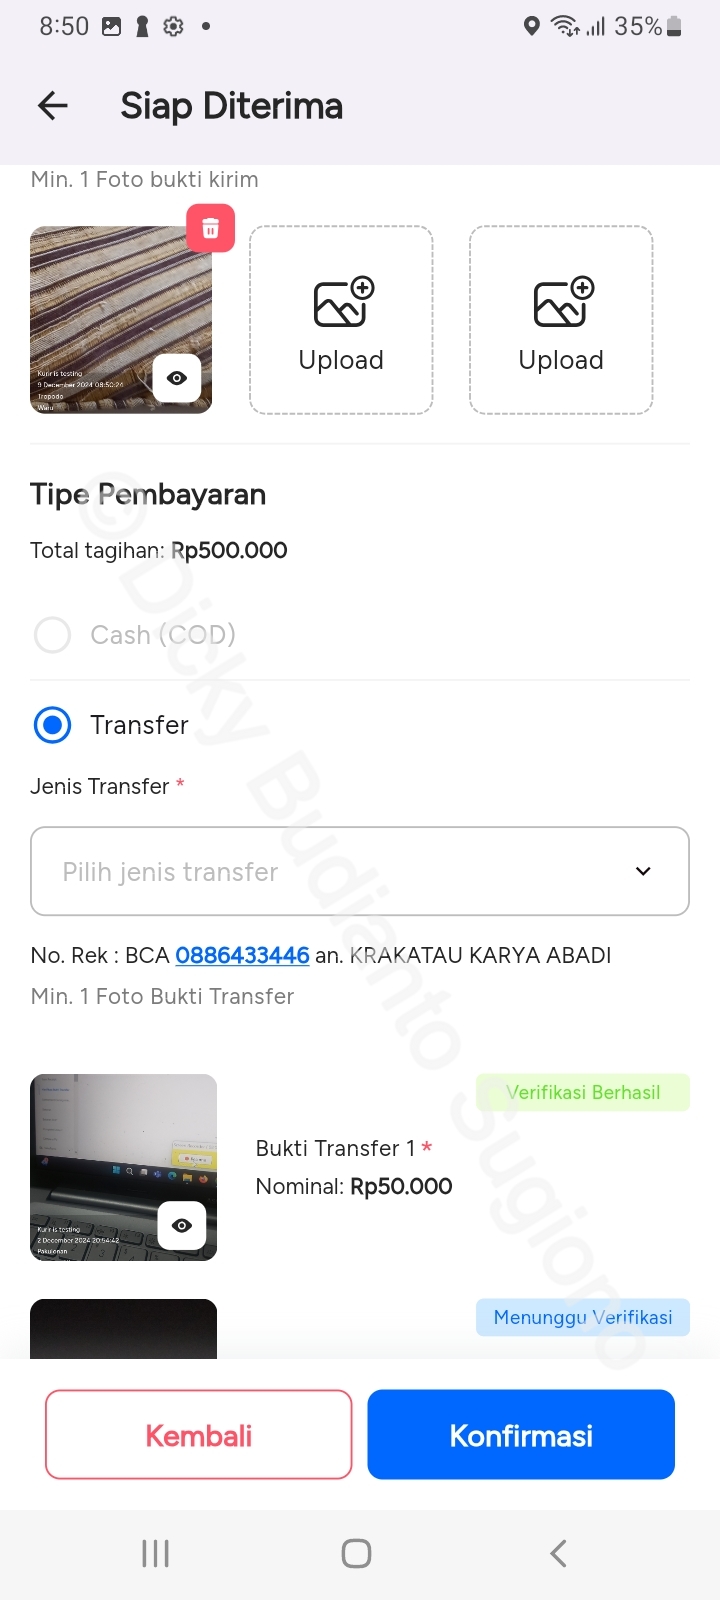 8:50
35%
Siap Diterima
Min. 1 Foto bukti kirim
Kurir is testing
9 December 2024 08:50:24
Tropodo
Waru
Upload
Upload
Tipe Pembayaran
Total tagihan: Rp500.000
Cash (COD)
Transfer
Jenis Transfer *
Pilih jenis transfer
No. Rek : BCA 0886433446 an. KRAKATAU KARYA ABADI
Min. 1 Foto Bukti Transfer
Verifikasi Berhasil
Bukti Transfer 1 *
Nominal: Rp50.000
Kurir is testing
2 December 2024 20:54:42
Pakulonan
Menunggu Verifikasi
Kembali
Konfirmasi
© Dicky Budianto Sugiono